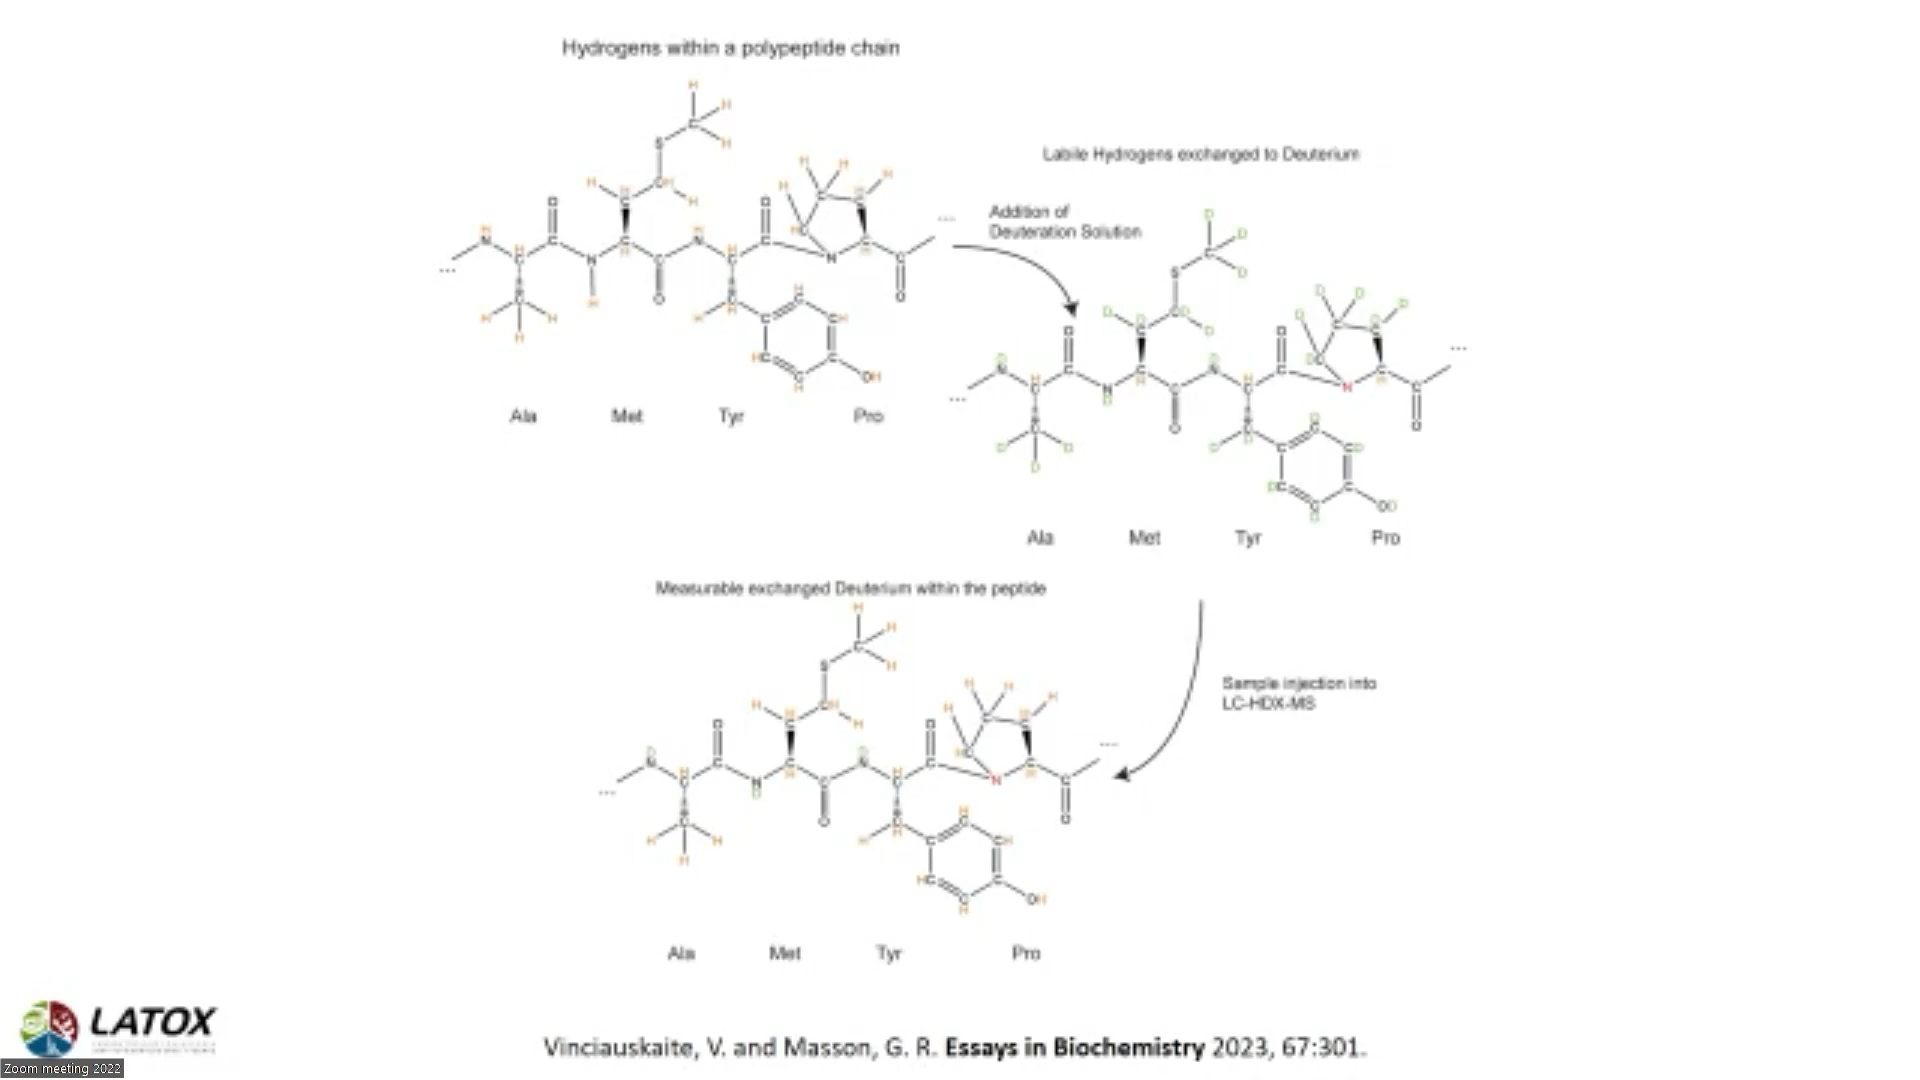 Hydrogens within a polypeptide chain
Labile Hydrogens exchanged to Deuterium
Addition of
Deuteration Solution
Ala Met Tyr Pro
Ala Met Tyr Pro
Measurable exchanged Deuterium within the peptide
Sample injection into
LC-HDX-MS
Ala Met Tyr Pro
LATOX
Vinciauskaite, V. and Masson, G. R. Essays in Biochemistry 2023, 67:301.
Zoom meeting 2022